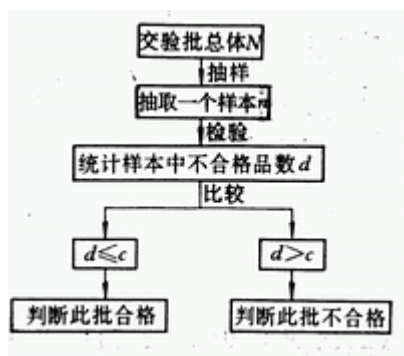 交验批总体N
抽样
抽取一个样本n
检验
统计样本中不合格品数d
比较
d≤c
d>c
判断此批合格
判断此批不合格